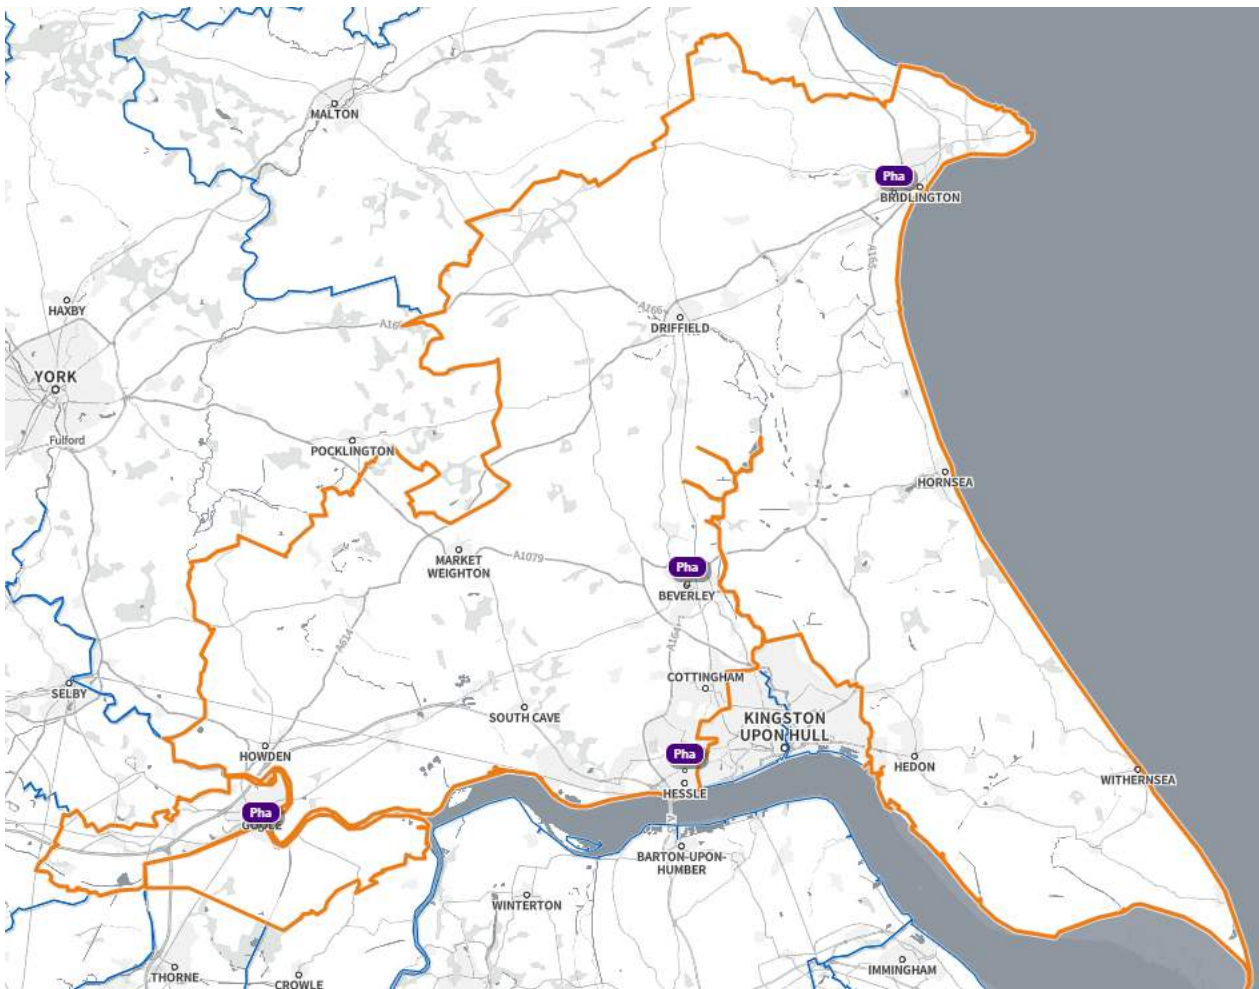 MALTON
Pha
BRIDLINGTON
A165
HAXBY
A166
A166
DRIFFIELD
YORK
Fulford
POCKLINGTON
HORNSEA
A1079
MARKET
WEIGHTON
Pha
BEVERLEY
A164
A614
COTTINGHAM
SELBY
SOUTH CAVE
KINGSTON
UPON HULL
HOWDEN
Pha
HEDON
WITHERNSEA
HESSLE
Pha
GOOLE
BARTON-UPON-
HUMBER
WINTERTON
THORNE
CROWLE
IMMINGHAM